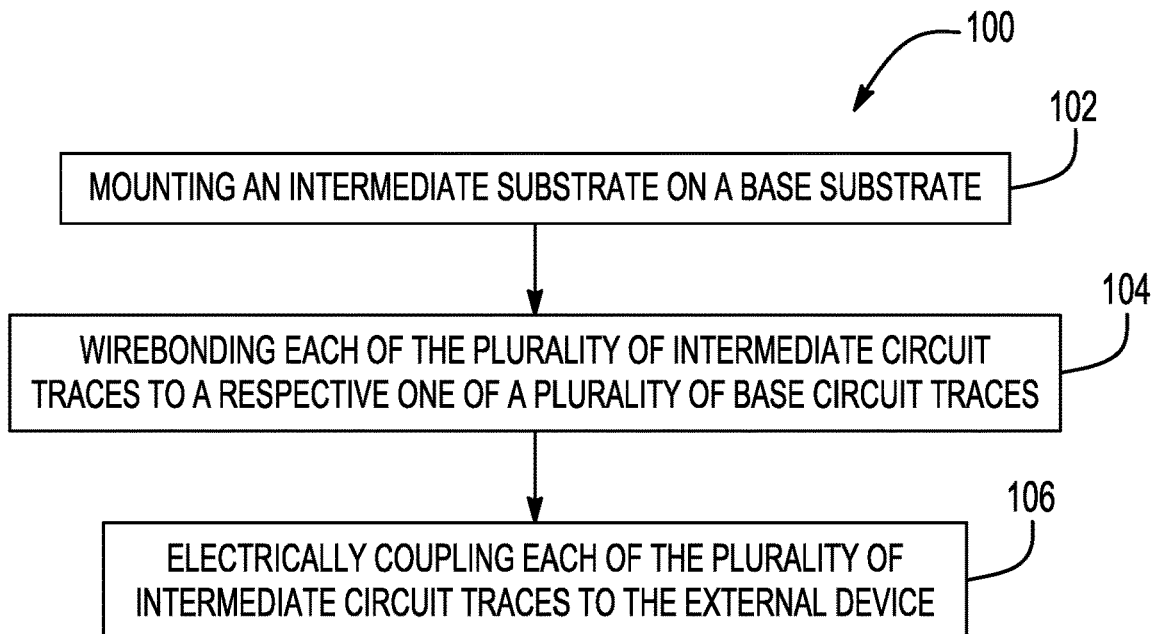 100
102
MOUNTING AN INTERMEDIATE SUBSTRATE ON A BASE SUBSTRATE
104
WIREBONDING EACH OF THE PLURALITY OF INTERMEDIATE CIRCUIT
TRACES TO A RESPECTIVE ONE OF A PLURALITY OF BASE CIRCUIT TRACES
106
ELECTRICALLY COUPLING EACH OF THE PLURALITY OF
INTERMEDIATE CIRCUIT TRACES TO THE EXTERNAL DEVICE